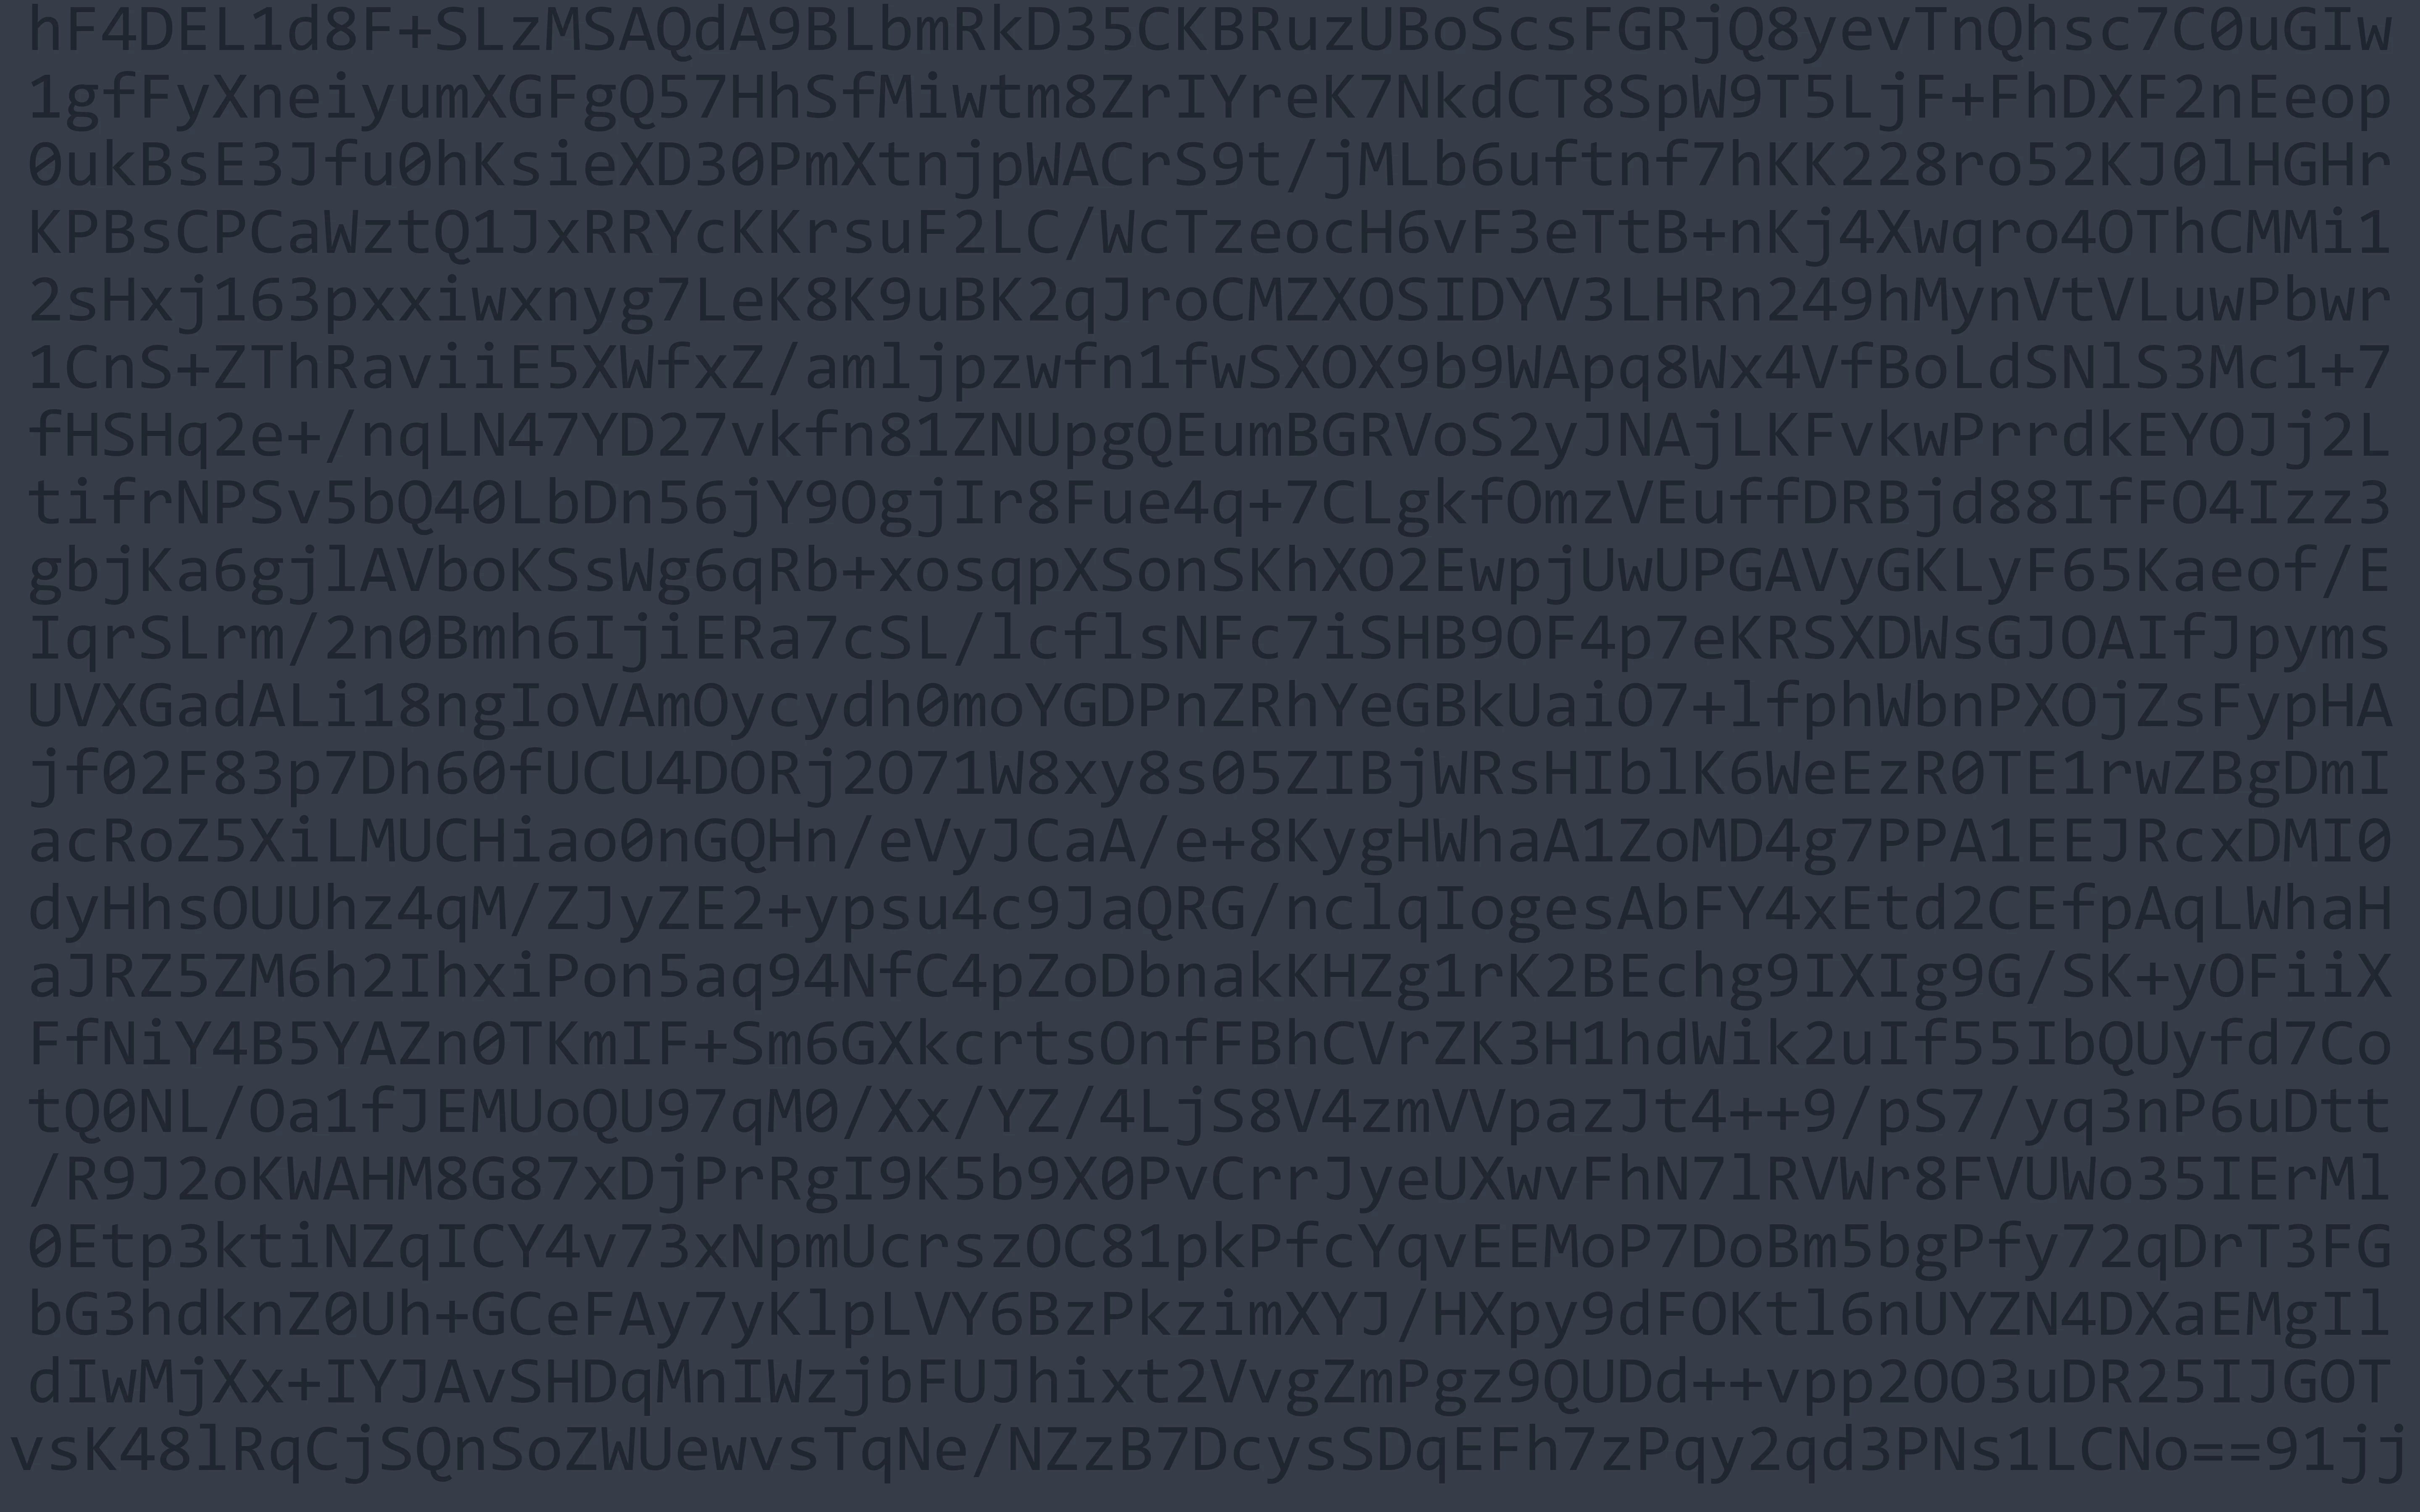 hF4DEL1d8F+SLzMSAQdA9BLbmRkD35CKBRuzUBoScsFGRjQ8yevTnQhsc7C0uGIw
1gfFyXneiyumXGFgQ57HhSfMiwtm8ZrIYreK7NkdCT8SpW9T5LjF+FhDXF2nEeop
0ukBsE3Jfu0hKsieXD30PmXtnjpWACrS9t/jMLb6uftnf7hKK228ro52KJ0lHGHr
KPBsCPCaWztQ1JxRRYcKKrsuF2LC/WcTzeocH6vF3eTtB+nKj4Xwqro4OThCMMi1
2sHxj163pxxiwxnyg7LeK8K9uBK2qJroCMZXOSIDYV3LHRn249hMynVtVLuwPbwr
1CnS+ZThRaviiE5XWfxZ/amljpzwfn1fwSXOX9b9WApq8Wx4VfBoLdSNlS3Mc1+7
fHSHq2e+/nqLN47YD27vkfn81ZNUpgQEumBGRVoS2yJNAjLKFvkwPrndkEYOJj2L
tifrNPSv5bQ40LbDn56jY9OgjIr8Fue4q+7CLgkfOmzVEuffDRBjd88IfFO4Izz3
gbjKa6gjlAVboKSsWg6qRb+xosqpXSonSKhXO2EWpjUwUPGAVyGKLyF65Kaeof/E
IqrSLrm/2n0Bmh6IjiERa7cSL/lcflsNFc7iSHB9OF4p7eKRSXDWsGJOAIfJpyms
UVXGadALi18ngIoVAmOycydh0moYGDPnZRhYeGBkUaiO7+lfphWbnPXOjZsFypHA
jf02F83p7Dh60fUCU4DORj2O71W8xy8s05ZIBjWRsHIblK6WeEzR0TE1rwZBgDmI
acRoZ5XiLMUCHiao0nGQHn/eVyJCaA/e+8KygHWhaA1ZoMD4g7PPA1EEJRcxDMI0
dyHhsOUUhz4qM/ZJyZE2+ypsu4c9JaQRG/nclqIogesAbFY4xEtd2CEfpAqLWhaH
aJRZ5ZM6h2IhxiPon5aq94NfC4pZoDbnakKHZg1rK2BEchg9IXIg9G/SK+yOFiiX
FfNiY4B5YAZn0TKmIF+Sm6GXkcrtsOnfFBhCVrZK3H1hdWik2uIf55IbQUyfd7Co
tQ0NL/Oa1fJEMUoQU97qM0/Xx/YZ/4LjS8V4zmVVpazJt4++9/pS7/yq3nP6uDtt
/R9J2oKWAHM8G87xDjPrRgI9K5b9X0PvCrrJyeUXwvFhN7lRVWr8FVUWo35IErMl
0Etp3ktiNZqICY4v73xNpmUcrszOC81pkPfcYqvEEMoP7DoBm5bgPfy72qDrT3FG
bG3hdknZ0Uh+GCeFAy7yKlpLVY6BzPkzimXYJ/HXpy9dFOKtl6nUYZN4DXaEMgIl
dIwMjXx+IYJAvSHDqMnIWzjbFUJhixt2VvgZmPgz9QUDd++vpp2OO3uDR25IJGOT
vsK48lRqCjSQnSoZWUewvsTqNe/NZzB7DcysSDqEFh7zPqy2qd3PNs1LCNo==91jj